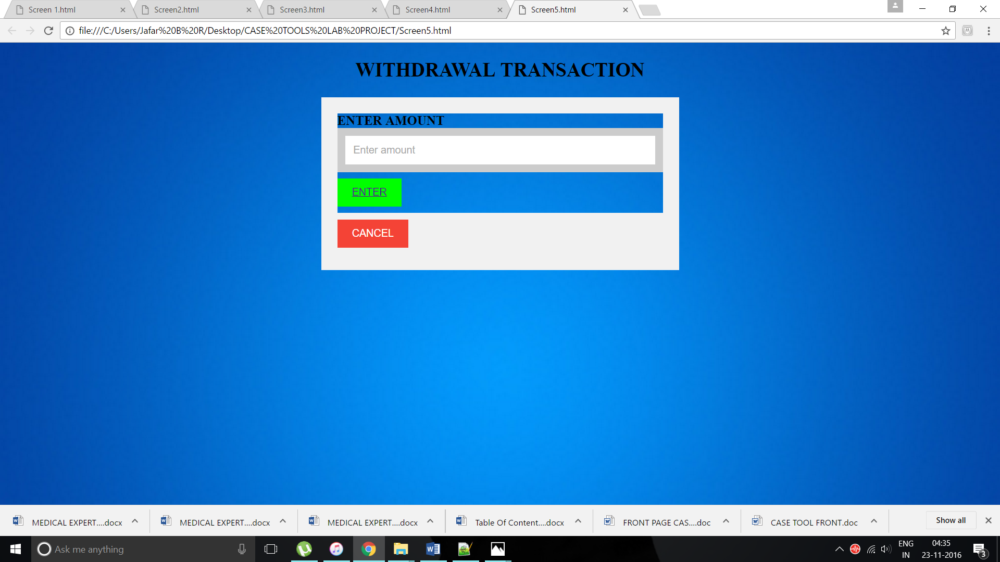 Screen 1.html
Screen2.html
Screen3.html
Screen4.html
Screen5.html
file:///C:/Users/Jafar%20B%20R/Desktop/CASE%20TOOLS%20LAB%20PROJECT/Screen5.html
WITHDRAWAL TRANSACTION
ENTER AMOUNT
Enter amount
ENTER
CANCEL
MEDICAL EXPERT....docx
MEDICAL EXPERT....docx
MEDICAL EXPERT....docx
Table Of Content....docx
FRONT PAGE CAS....doc
CASE TOOL FRONT.doc
Show all
Ask me anything
ENG
IN
04:35
23-11-2016
3